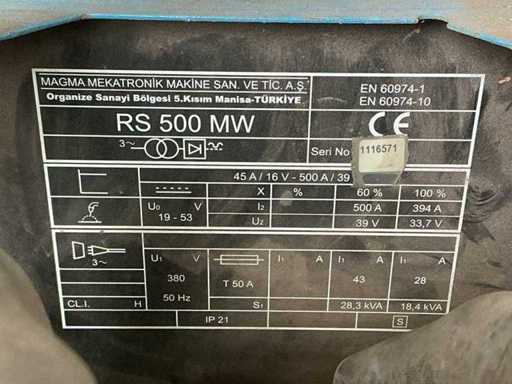 MAGMA MEKATRONİK MAKİNE SAN. VE TİC. A.Ş.
Organize Sanayi Bölgesi 5.Kısım Manisa-TÜRKİYE
EN 60974-1
EN 60974-10
RS 500 MW
CE
3~
Seri No
1116571
45 A / 16 V - 500 A / 39
X % 60 % 100 %
U0 V I2 500 A 394 A
19 - 53 U2 39 V 33,7 V
3~
U1 V I1 A I1 A I1 A
380 T 50 A 43 28
50 Hz
CL.I. H S1 28,3 kVA 18,4 kVA
IP 21 S